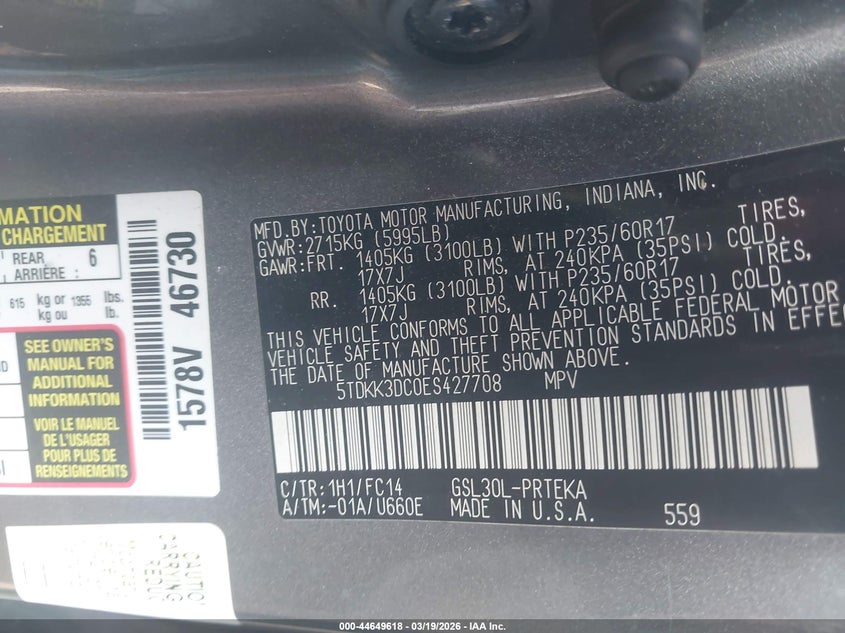 MFD.BY:TOYOTA MOTOR MANUFACTURING, INDIANA, INC.
GVWR:2715KG (5995LB)
GAWR:FRT. 1405KG (3100LB) WITH P235/60R17 TIRES,
17X7J RIMS, AT 240KPA (35PSI) COLD.
RR. 1405KG (3100LB) WITH P235/60R17 TIRES,
17X7J RIMS, AT 240KPA (35PSI) COLD.
THIS VEHICLE CONFORMS TO ALL APPLICABLE FEDERAL MOTOR
VEHICLE SAFETY AND THEFT PREVENTION STANDARDS IN EFFE
THE DATE OF MANUFACTURE SHOWN ABOVE.
5TDKK3DC0ES427708 MPV
C/TR:1H1/FC14 GSL30L-PRTEKA
A/TM:-01A/U660E MADE IN U.S.A. 559
MATION
CHARGEMENT
REAR 6
ARRIÈRE :
615 kg or 1355 lbs.
kg ou lb.
SEE OWNER'S
MANUAL FOR
ADDITIONAL
INFORMATION
VOIR LE MANUEL
DE L'USAGER
POUR PLUS DE
RENSEIGNEMENTS
1578V 46730
CAUTIO
CARRYING
REDU
000-44649618 - 03/19/2026 - IAA Inc.